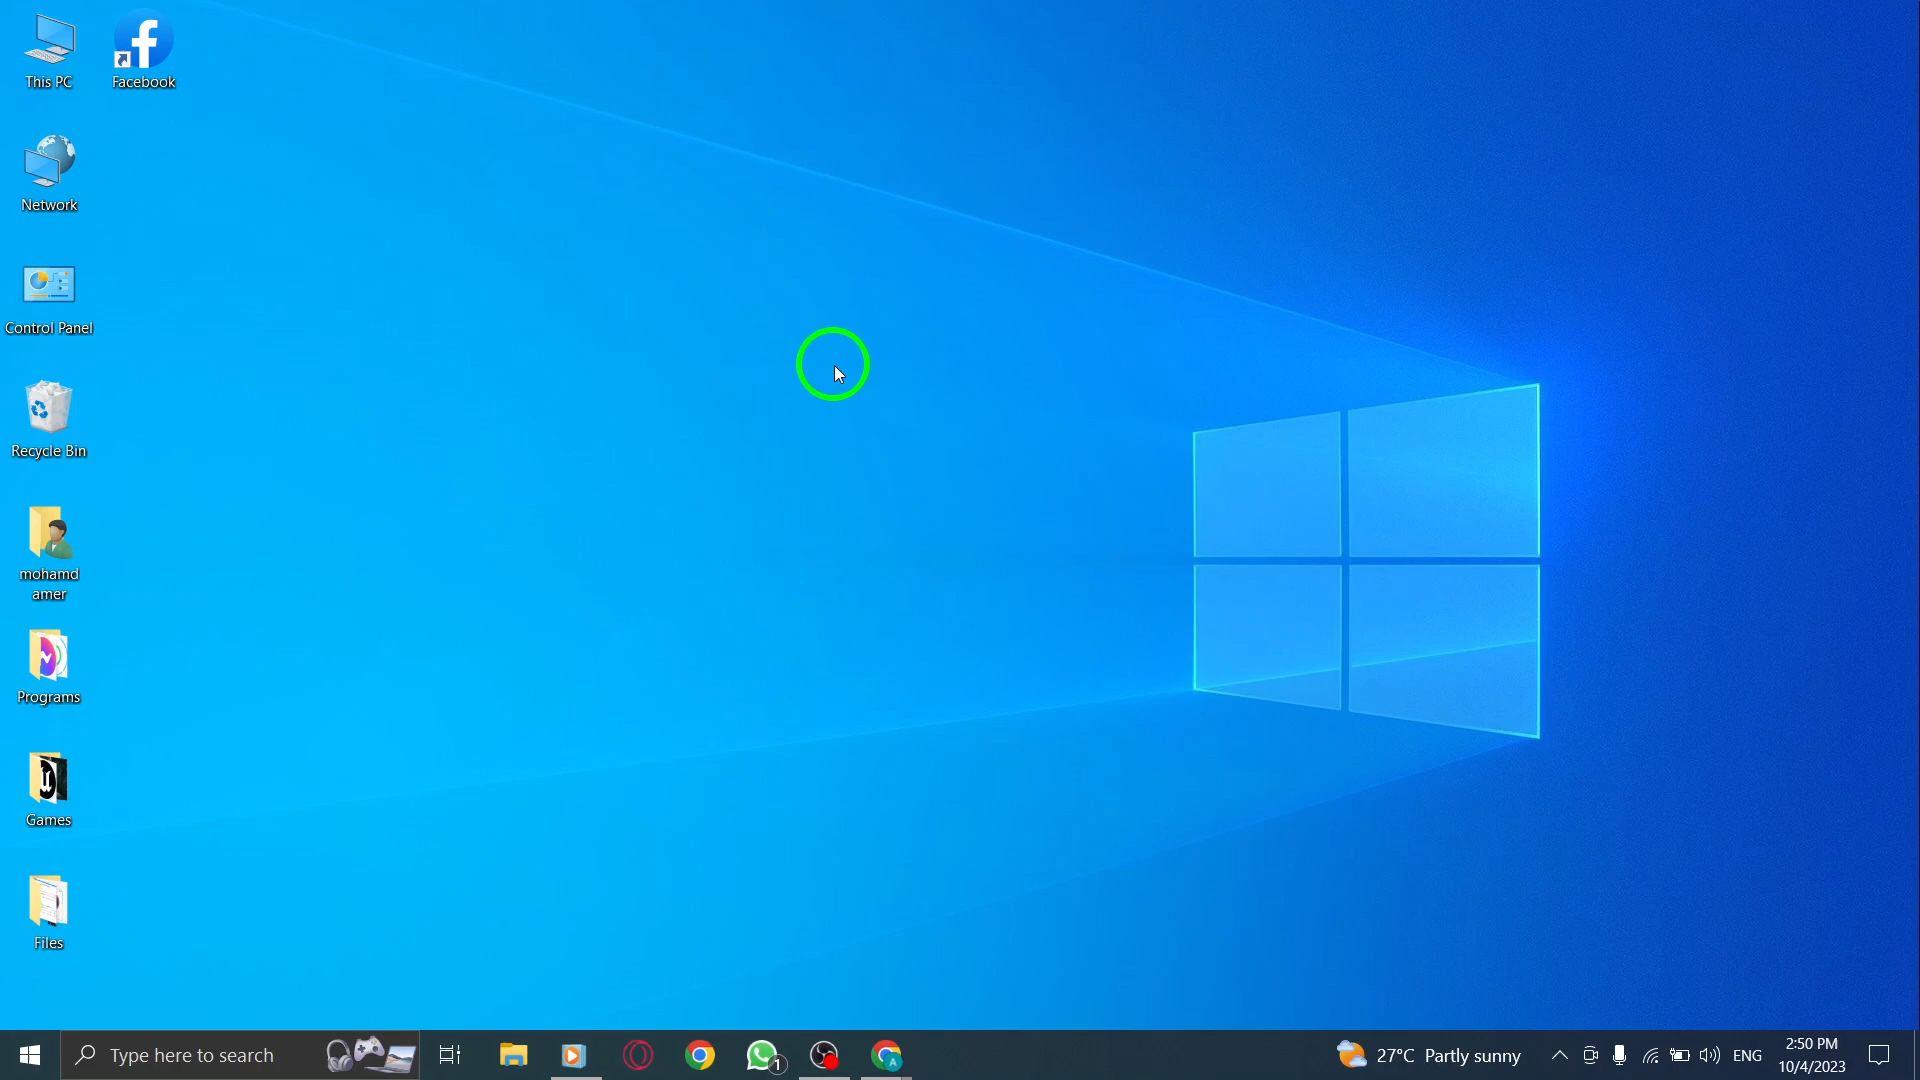 This PC
Facebook
Network
Control Panel
Recycle Bin
mohamd
amer
Programs
Games
Files
Type here to search
1
A
27°C Partly sunny
ENG
2:50 PM
10/4/2023